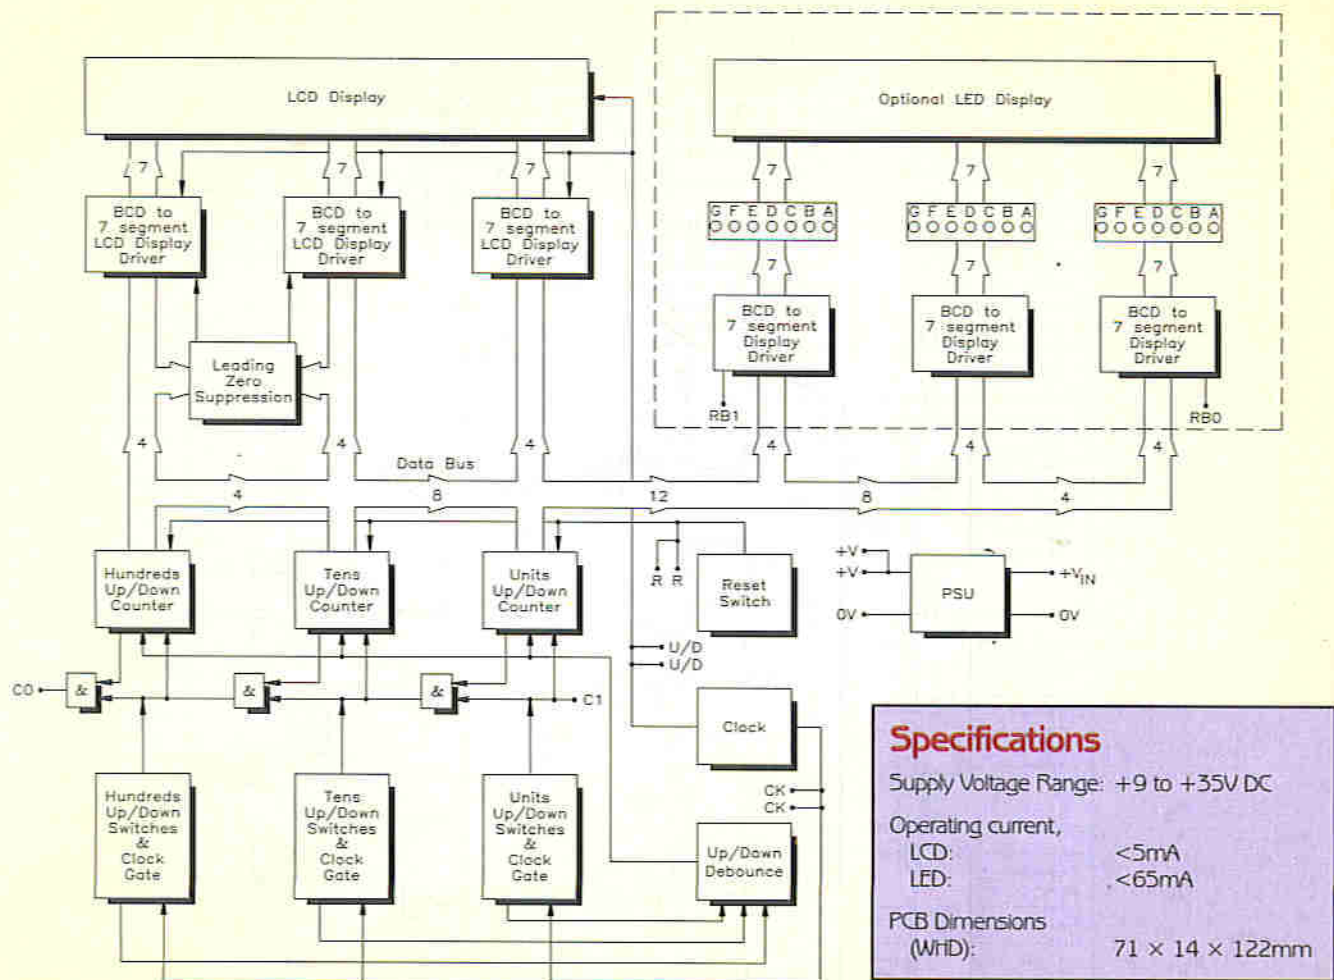 LCD Display
Optional LED Display
7
7
7
7
7
7
BCD to
7 segment
LCD Display
Driver
BCD to
7 segment
LCD Display
Driver
BCD to
7 segment
LCD Display
Driver
G F E D C B A
G F E D C B A
G F E D C B A
7
7
7
BCD to
7 segment
Display
Driver
BCD to
7 segment
Display
Driver
BCD to
7 segment
Display
Driver
Leading
Zero
Suppression
RB1
RB0
4
4
4
4
4
4
Data Bus
4
8
12
8
4
Hundreds
Up/Down
Counter
Tens
Up/Down
Counter
Units
Up/Down
Counter
R R
Reset
Switch
+V
+V
0V
PSU
+VIN
0V
U/D
U/D
CO
&
&
&
C1
Clock
CK
CK
Hundreds
Up/Down
Switches
&
Clock
Gate
Tens
Up/Down
Switches
&
Clock
Gate
Units
Up/Down
Switches
&
Clock
Gate
Up/Down
Debounce
Specifications
Supply Voltage Range: +9 to +35V DC
Operating current,
LCD: <5mA
LED: <65mA
PCB Dimensions
(WHD): 71 × 14 × 122mm